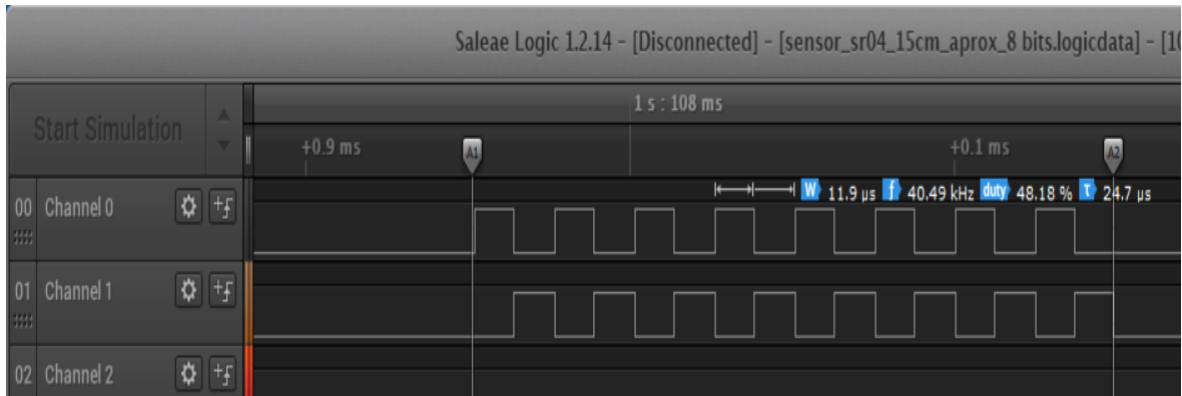 Saleae Logic 1.2.14 - [Disconnected] - [sensor_sr04_15cm_aprox_8 bits.logicdata] - [10
Start Simulation
1 s : 108 ms
+0.9 ms
A1
+0.1 ms
A2
00 Channel 0
W 11.9 µs f 40.49 kHz duty 48.18 % τ 24.7 µs
01 Channel 1
02 Channel 2